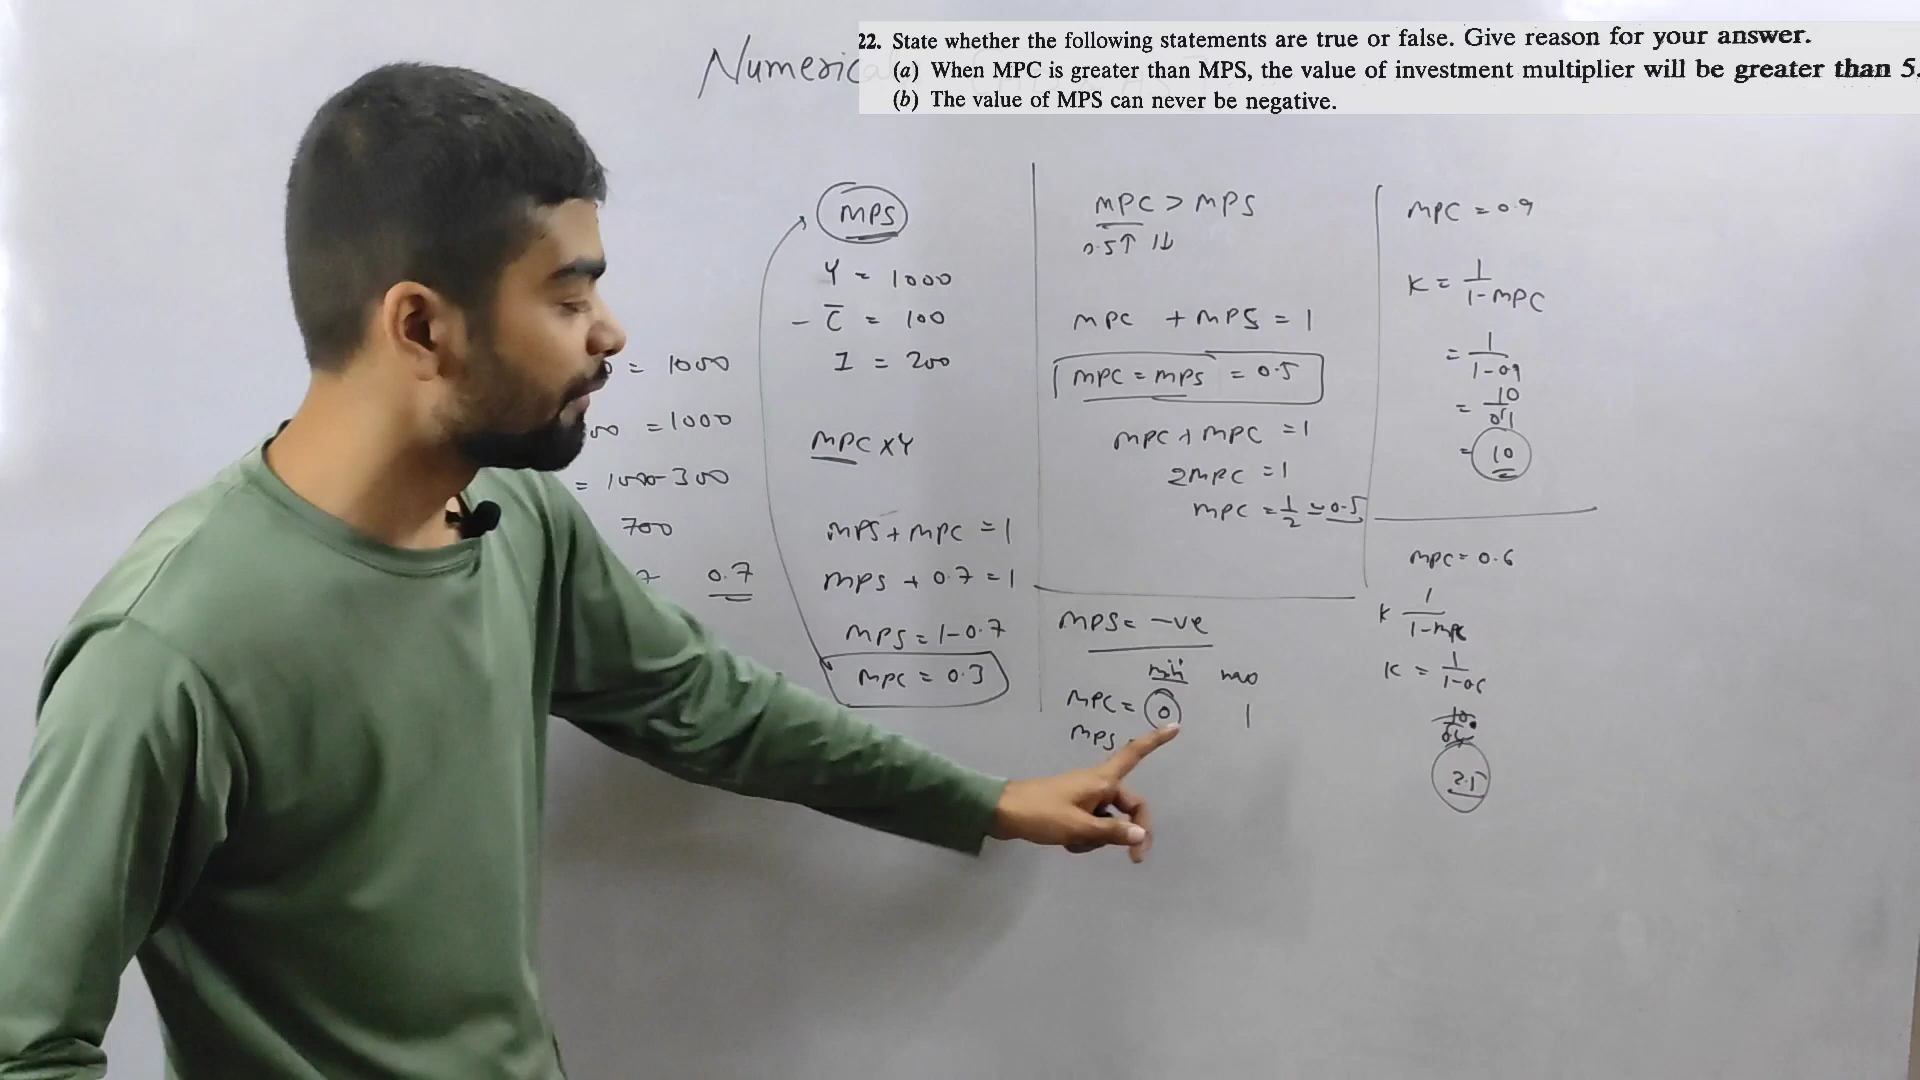 Numeric
22. State whether the following statements are true or false. Give reason for your answer.
(a) When MPC is greater than MPS, the value of investment multiplier will be greater than 5.
(b) The value of MPS can never be negative.
= 1000
= 1000
= 1000-300
700
0.7
MPS
Y = 1000
- C̅ = 100
I = 200
MPC XY
MPS + MPC = 1
MPS + 0.7 = 1
MPS = 1-0.7
MPC = 0.3
MPC > MPS
0.5↑ ↓
MPC + MPS = 1
MPC = MPS = 0.5
MPC + MPC = 1
2MPC = 1
MPC = 1/2 = 0.5
MPS = -ve
MPC = 0 1
MPS
MPC = 0.9
K = 1/1-MPC
= 1/1-09
= 10/01
= 10
MPC = 0.6
K 1/1-MPC
K = 1/1-06
2.5